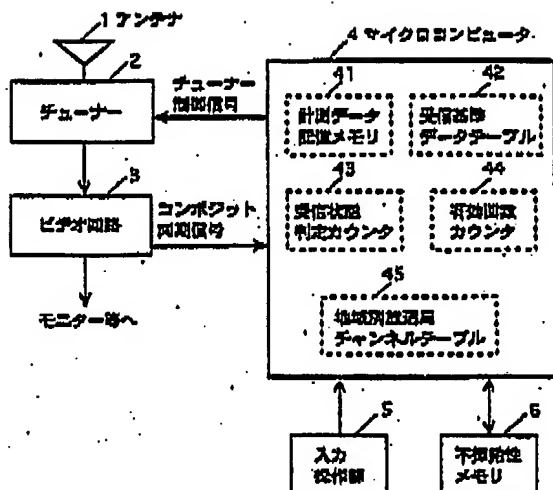 1 アンテナ
2
チューナー
チューナー
制御信号
3
ビデオ回路
コンポジット
同期信号
モニター等へ
4 マイクロコンピュータ
41
計測データ
配置メモリ
42
受信基準
データテーブル
43
受信状態
判定カウンタ
44
回数
カウンタ
45
地域別放送局
チャンネルテーブル
5
入力
操作部
6
不揮発性
メモリ